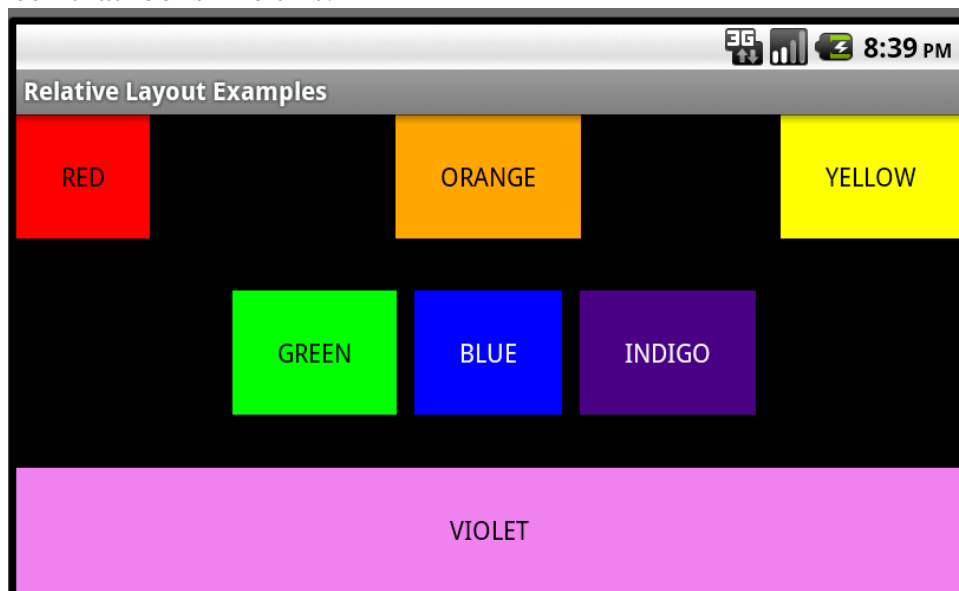 3G 8:39 PM
Relative Layout Examples
RED ORANGE YELLOW
GREEN BLUE INDIGO
VIOLET